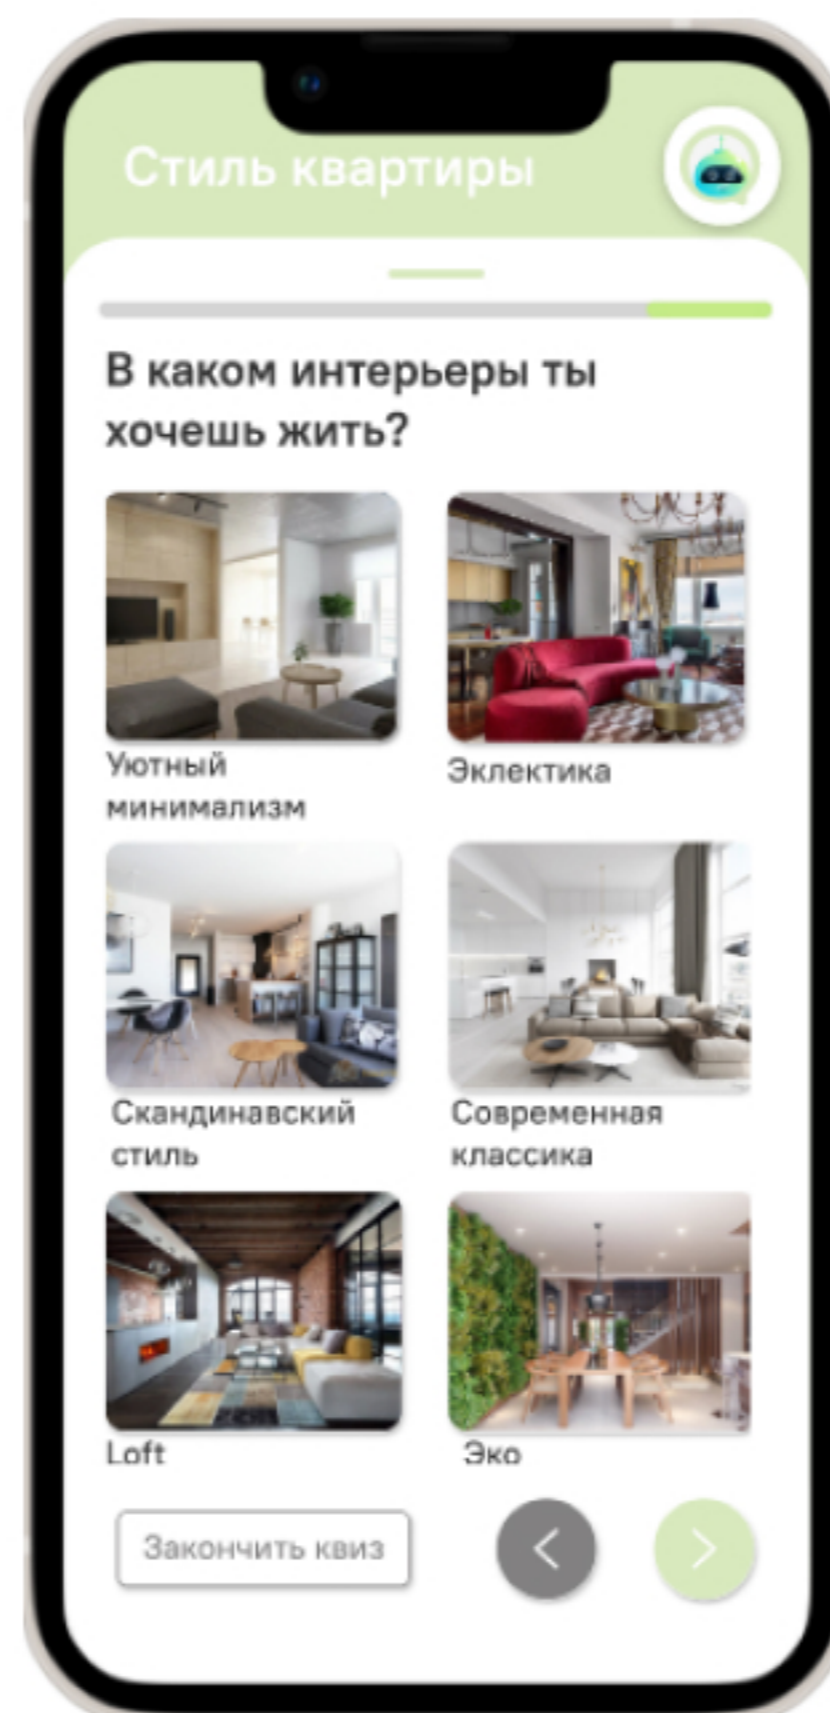 Стиль квартиры
В каком интерьеры ты
хочешь жить?
Уютный
минимализм
Эклектика
Скандинавский
стиль
Современная
классика
Loft
Эко
Закончить квиз